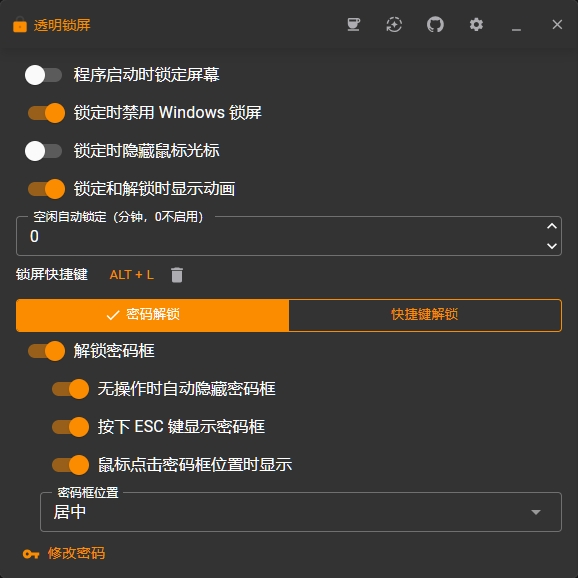 透明锁屏
程序启动时锁定屏幕
锁定时禁用 Windows 锁屏
锁定时隐藏鼠标光标
锁定和解锁时显示动画
空闲自动锁定（分钟，0不启用）
0
锁屏快捷键 ALT + L
密码解锁 快捷键解锁
解锁密码框
无操作时自动隐藏密码框
按下 ESC 键显示密码框
鼠标点击密码框位置时显示
密码框位置
居中
修改密码